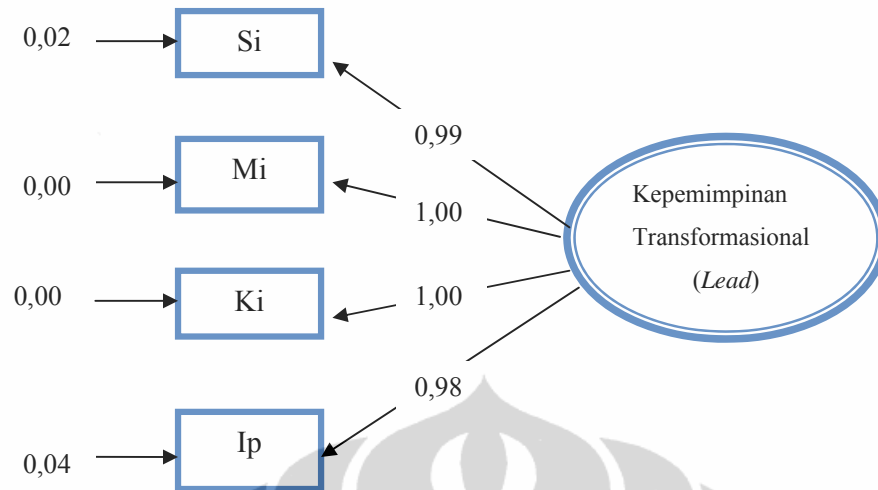 0,02
Si
0,99
0,00
Mi
1,00
Kepemimpinan
Transformasional
(Lead)
0,00
Ki
1,00
0,98
0,04
Ip